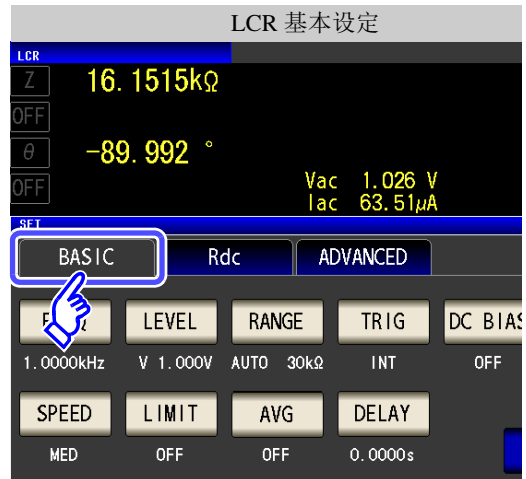 LCR 基本设定
LCR
Z 16.1515kΩ
OFF
θ -89.992 °
OFF
Vac 1.026 V
Iac 63.51μA
SET
BASIC Rdc ADVANCED
LEVEL RANGE TRIG DC BIAS
1.0000kHz V 1.000V AUTO 30kΩ INT OFF
SPEED LIMIT AVG DELAY
MED OFF OFF 0.0000s